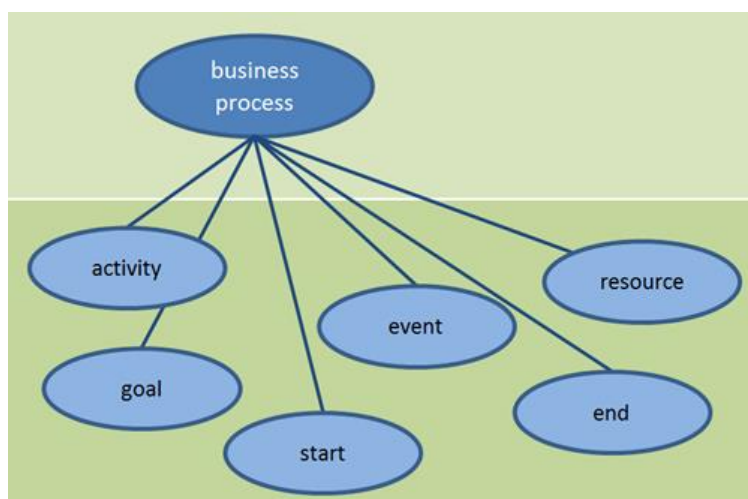 business
process
activity
resource
event
goal
end
start